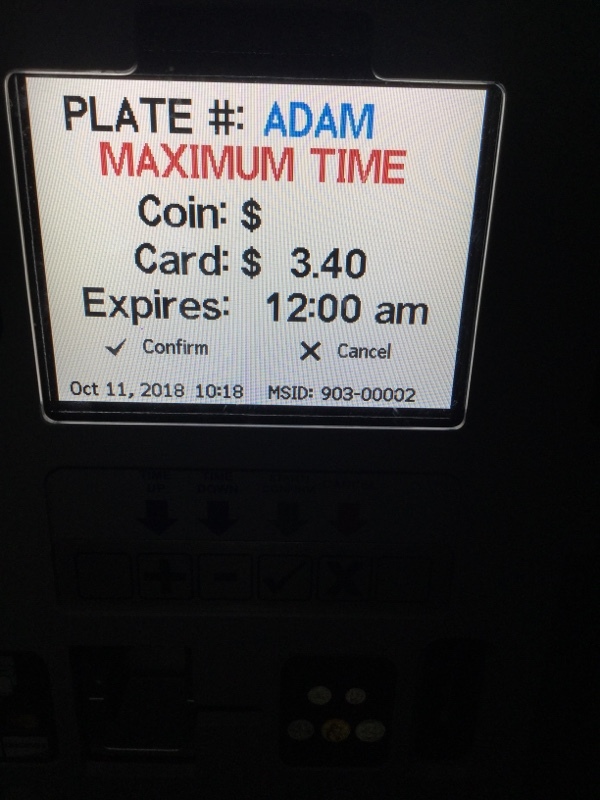 PLATE #: ADAM
MAXIMUM TIME
Coin: $
Card: $ 3.40
Expires: 12:00 am
✓ Confirm ✕ Cancel
Oct 11, 2018 10:18 MSID: 903-00002